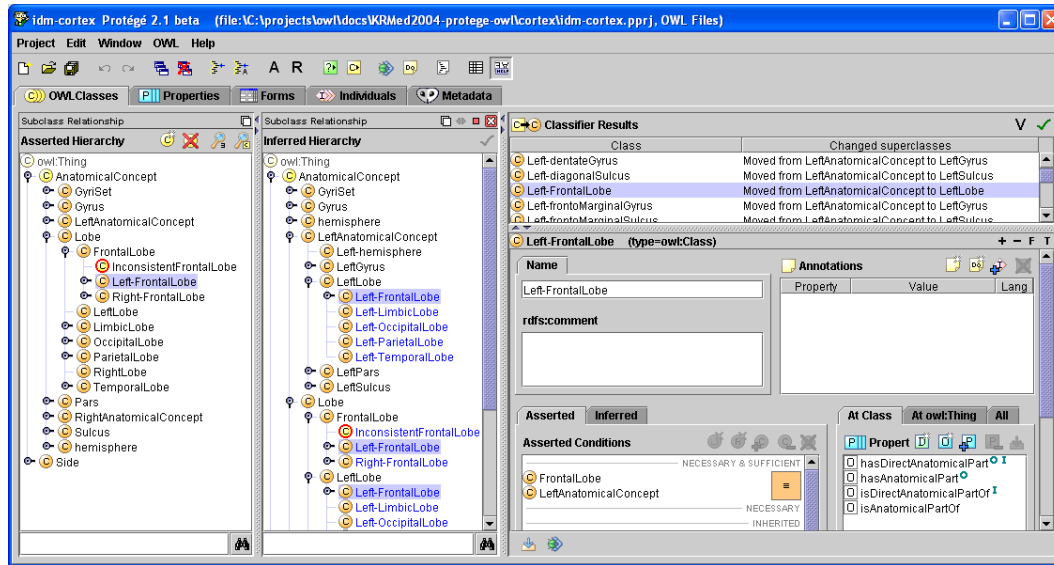 idm-cortex Protégé 2.1 beta (file:\C:\projects\owl\docs\KRMed2004-protege-owl\cortex\idm-cortex.pprj, OWL Files)
Project Edit Window OWL Help
OWLClasses Properties Forms Individuals Metadata
Subclass Relationship
Asserted Hierarchy
owl:Thing
AnatomicalConcept
GyriSet
Gyrus
LeftAnatomicalConcept
Lobe
FrontalLobe
InconsistentFrontalLobe
Left-FrontalLobe
Right-FrontalLobe
LeftLobe
LimbicLobe
OccipitalLobe
ParietalLobe
RightLobe
TemporalLobe
Pars
RightAnatomicalConcept
Sulcus
hemisphere
Side
Subclass Relationship
Inferred Hierarchy
owl:Thing
AnatomicalConcept
GyriSet
Gyrus
hemisphere
LeftAnatomicalConcept
Left-hemisphere
LeftGyrus
LeftLobe
Left-FrontalLobe
Left-LimbicLobe
Left-OccipitalLobe
Left-ParietalLobe
Left-TemporalLobe
LeftPars
LeftSulcus
Lobe
FrontalLobe
InconsistentFrontalLobe
Left-FrontalLobe
Right-FrontalLobe
LeftLobe
Left-FrontalLobe
Left-LimbicLobe
Left-OccipitalLobe
Classifier Results
Class Changed superclasses
Left-dentateGyrus Moved from LeftAnatomicalConcept to LeftGyrus
Left-diagonalSulcus Moved from LeftAnatomicalConcept to LeftSulcus
Left-FrontalLobe Moved from LeftAnatomicalConcept to LeftLobe
Left-frontoMarginalGyrus Moved from LeftAnatomicalConcept to LeftGyrus
Left-frontoMarginalSulcus Moved from LeftAnatomicalConcept to LeftSulcus
Left-FrontalLobe (type=owl:Class) + − F T
Name
Left-FrontalLobe
rdfs:comment
Annotations
Property Value Lang
Asserted Inferred
Asserted Conditions
NECESSARY & SUFFICIENT
FrontalLobe
LeftAnatomicalConcept
≡
NECESSARY
INHERITED
At Class At owl:Thing All
Propert
hasDirectAnatomicalPart O I
hasAnatomicalPart O
isDirectAnatomicalPartOf I
isAnatomicalPartOf